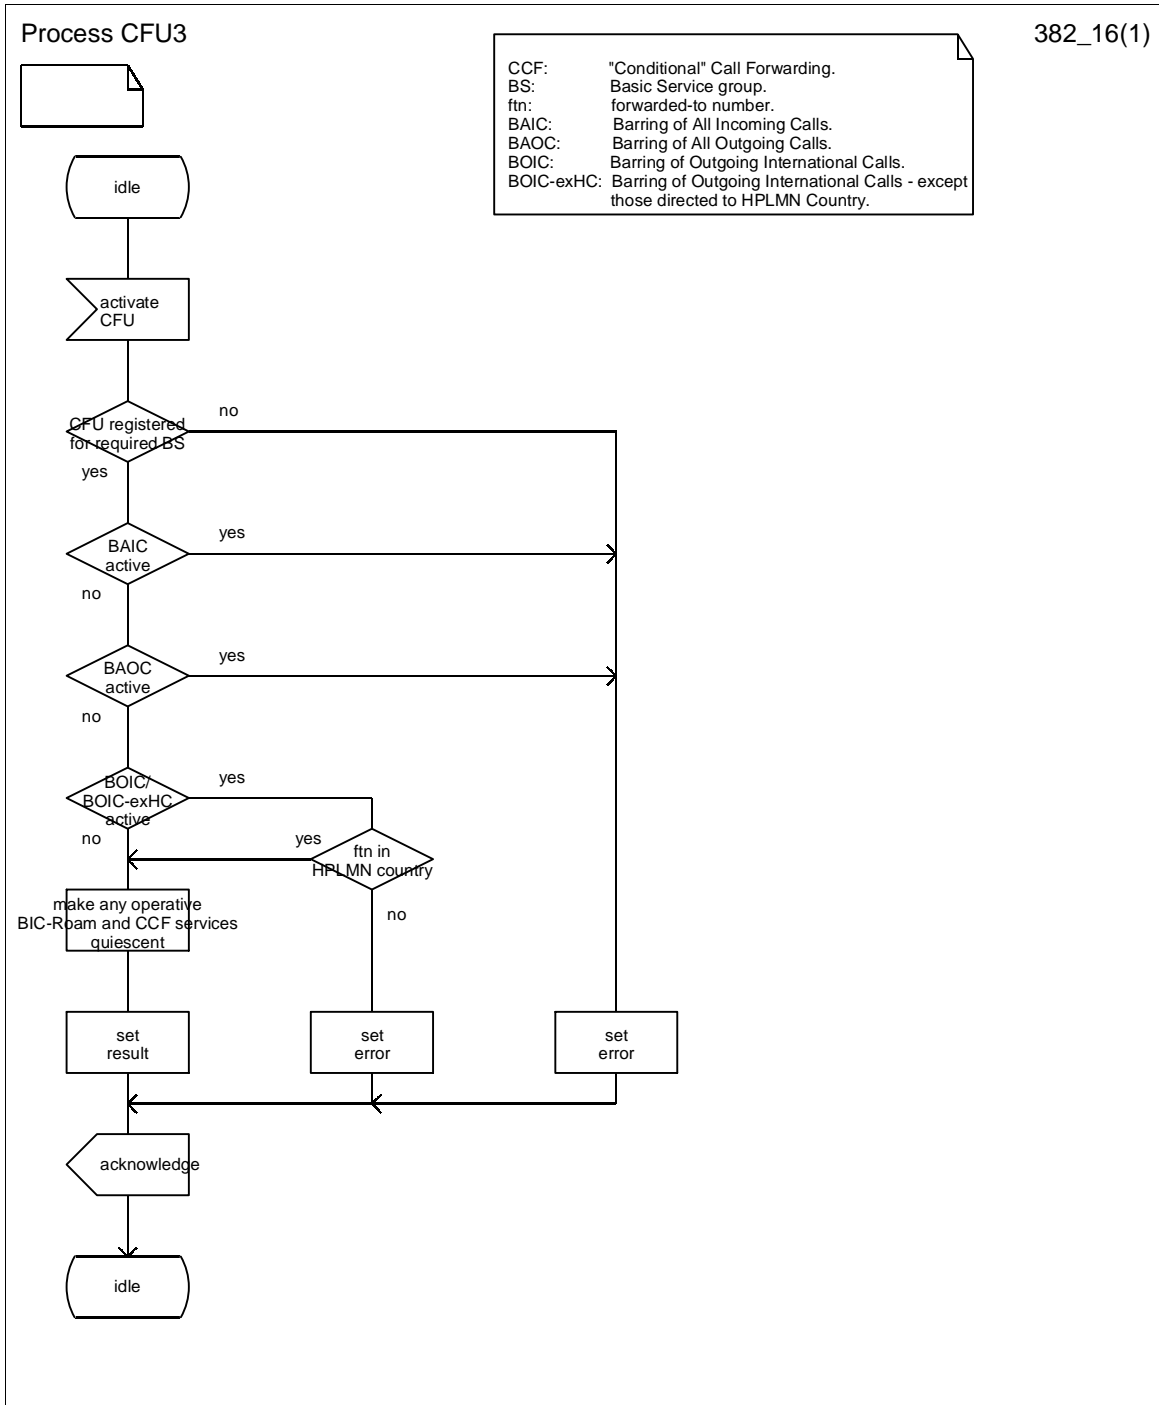 Process CFU3
382_16(1)
CCF: "Conditional" Call Forwarding.
BS: Basic Service group.
ftn: forwarded-to number.
BAIC: Barring of All Incoming Calls.
BAOC: Barring of All Outgoing Calls.
BOIC: Barring of Outgoing International Calls.
BOIC-exHC: Barring of Outgoing International Calls - except
those directed to HPLMN Country.
idle
activate
CFU
CFU registered
for required BS
no
yes
BAIC
active
yes
no
BAOC
active
yes
no
BOIC/
BOIC-exHC
active
yes
no
yes
ftn in
HPLMN country
no
make any operative
BIC-Roam and CCF services
quiescent
set
result
set
error
set
error
acknowledge
idle